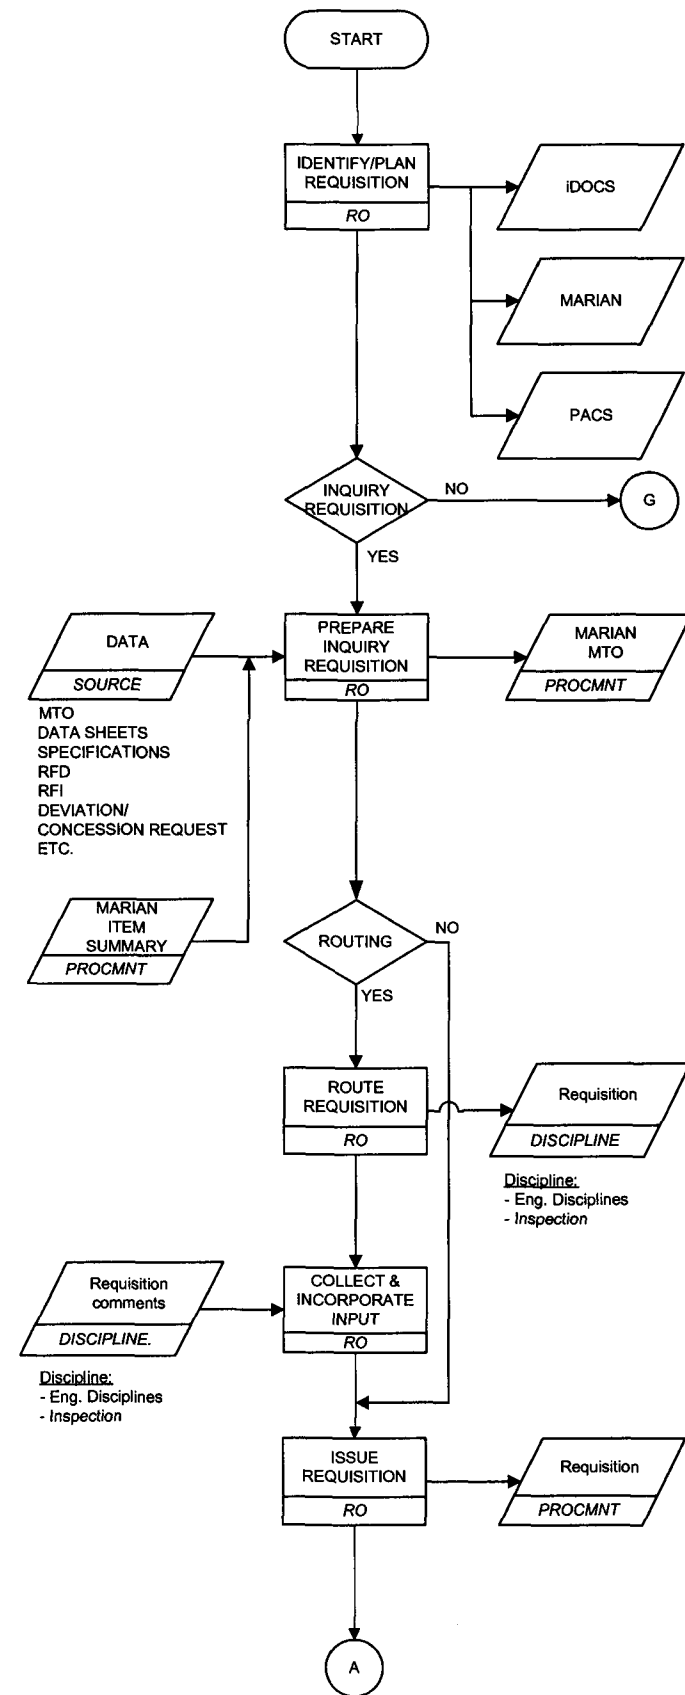 START
IDENTIFY/PLAN
REQUISITION
RO
iDOCS
MARIAN
PACS
INQUIRY
REQUISITION
NO
G
YES
DATA
SOURCE
MTO
DATA SHEETS
SPECIFICATIONS
RFD
RFI
DEVIATION/
CONCESSION REQUEST
ETC.
PREPARE
INQUIRY
REQUISITION
RO
MARIAN
MTO
PROCMNT
MARIAN
ITEM
SUMMARY
PROCMNT
ROUTING
NO
YES
ROUTE
REQUISITION
RO
Requisition
DISCIPLINE
Discipline:
- Eng. Disciplines
- Inspection
Requisition
comments
DISCIPLINE.
Discipline:
- Eng. Disciplines
- Inspection
COLLECT &
INCORPORATE
INPUT
RO
ISSUE
REQUISITION
RO
Requisition
PROCMNT
A